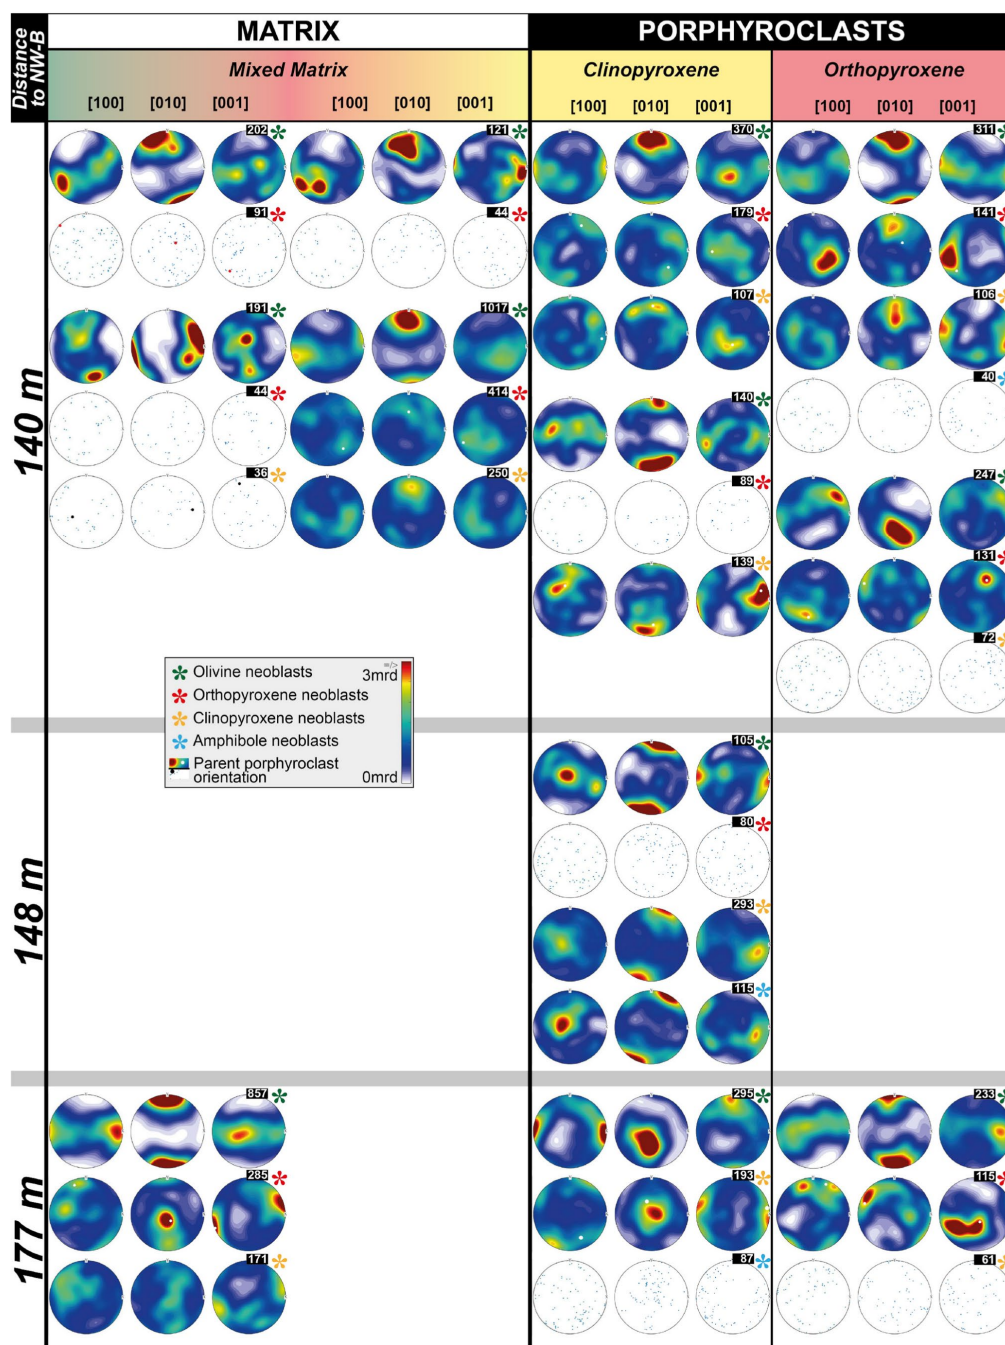 Distance to NW-B
MATRIX
PORPHYROCLASTS
Mixed Matrix
Clinopyroxene
Orthopyroxene
[100] [010] [001] [100] [010] [001] [100] [010] [001] [100] [010] [001]
140 m
202 121 370 311
91 44 179 141
107 106
191 1017
40
44 414 140
36 250 89 247
139 131
72
Olivine neoblasts
Orthopyroxene neoblasts
Clinopyroxene neoblasts
Amphibole neoblasts
Parent porphyroclast
orientation
=/>
3mrd
0mrd
148 m
105
80
293
115
177 m
857 295 233
285 193 115
171 87 61